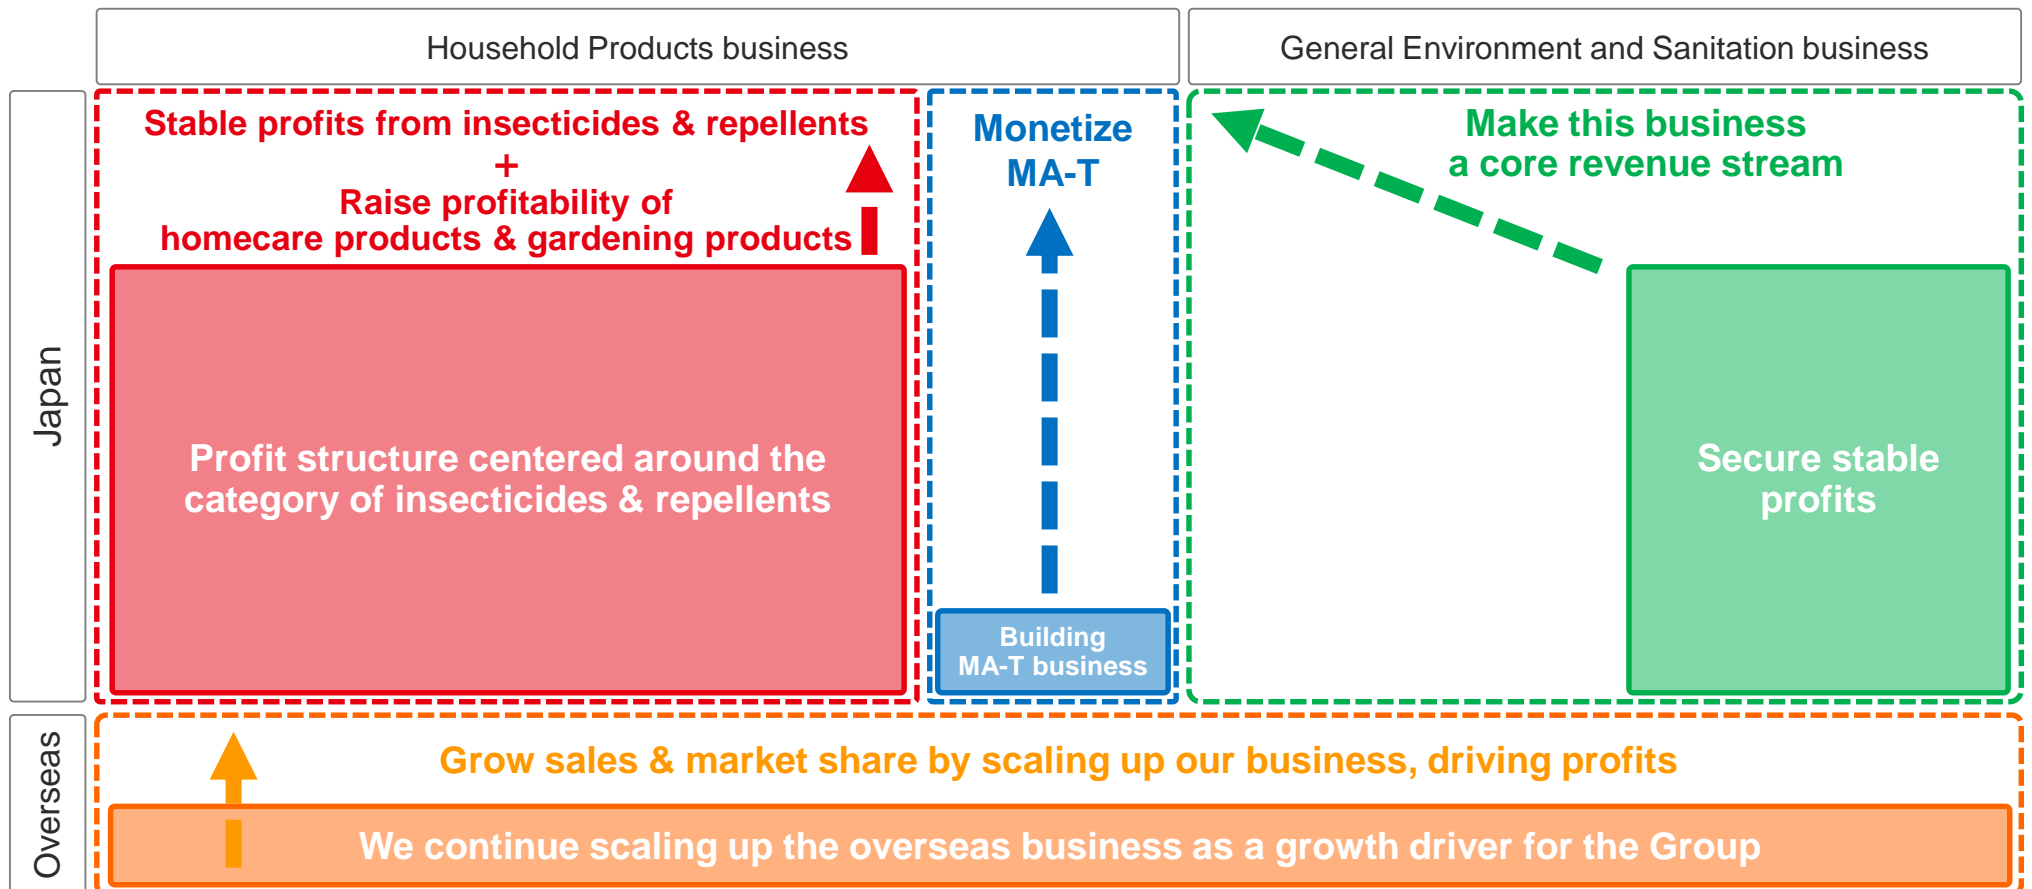 Household Products business
General Environment and Sanitation business
Japan
Stable profits from insecticides & repellents
+
Raise profitability of
homecare products & gardening products
Profit structure centered around the
category of insecticides & repellents
Monetize
MA-T
Building
MA-T business
Make this business
a core revenue stream
Secure stable
profits
Overseas
Grow sales & market share by scaling up our business, driving profits
We continue scaling up the overseas business as a growth driver for the Group